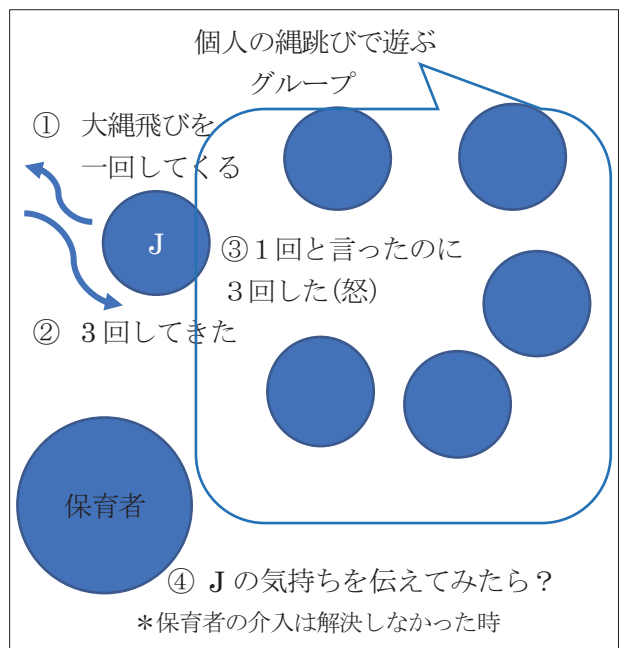 個人の縄跳びで遊ぶ
グループ
① 大縄飛びを
一回してくる
J
③１回と言ったのに
３回した(怒)
② ３回してきた
保育者
④ Jの気持ちを伝えてみたら？
＊保育者の介入は解決しなかった時